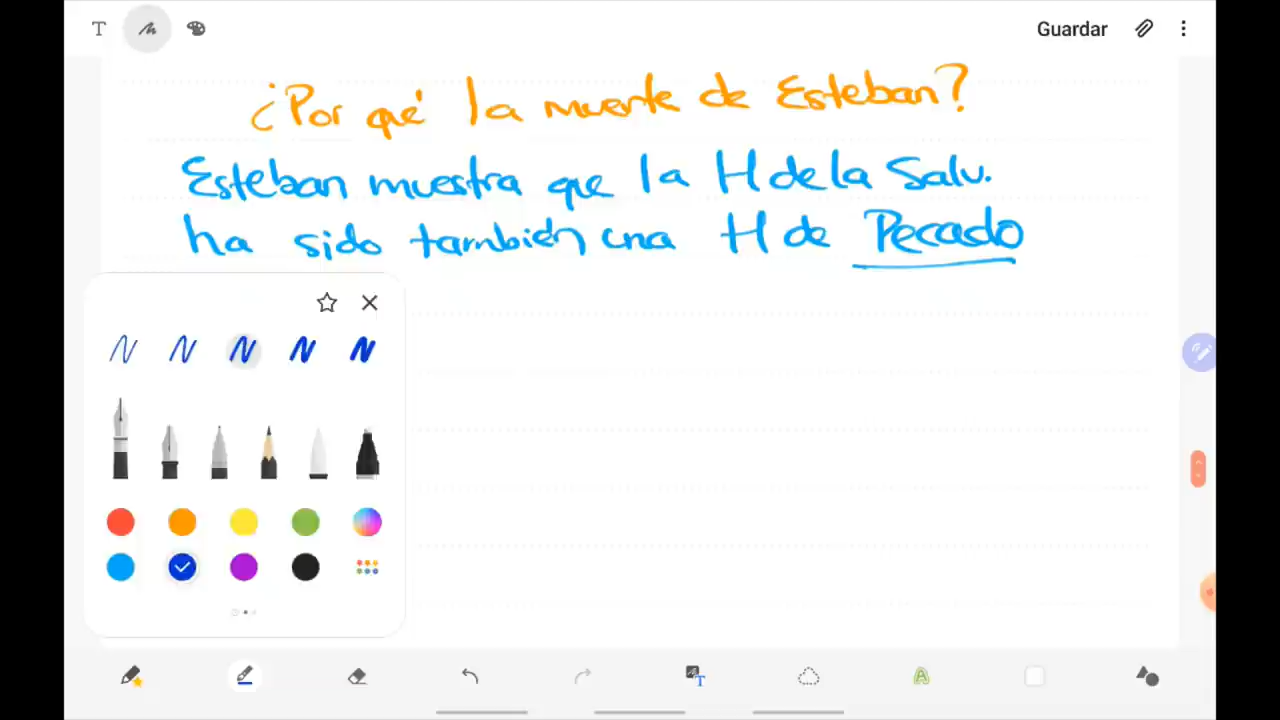 T
Guardar
¿Por qué la muerte de Esteban?
Esteban muestra que la H de la Salv.
ha sido también una H de Pecado